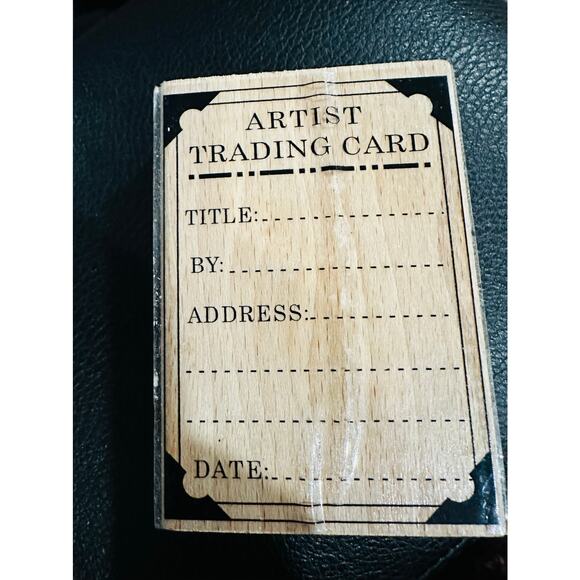 ARTIST
TRADING CARD
TITLE:
BY:
ADDRESS:
DATE: